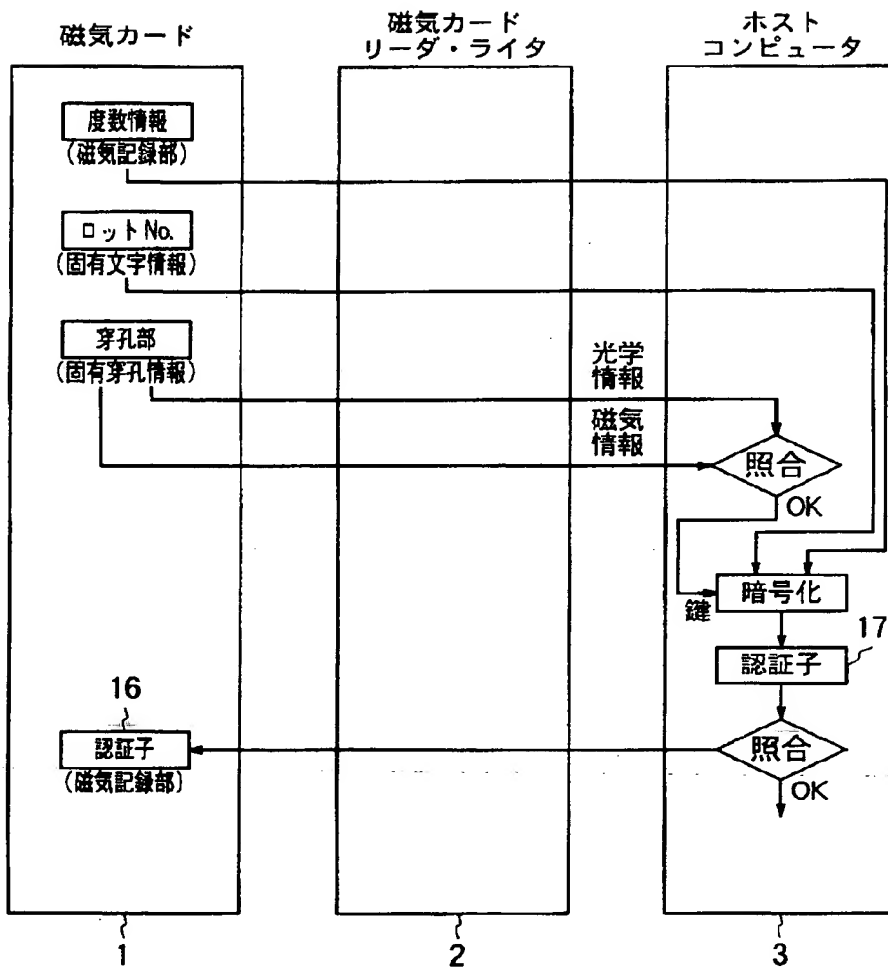 磁気カード
磁気カード
リーダ・ライタ
ホスト
コンピュータ
度数情報
(磁気記録部)
ロットNo.
(固有文字情報)
穿孔部
(固有穿孔情報)
光学
情報
磁気
情報
照合
OK
鍵
暗号化
17
認証子
16
認証子
(磁気記録部)
照合
OK
1
2
3